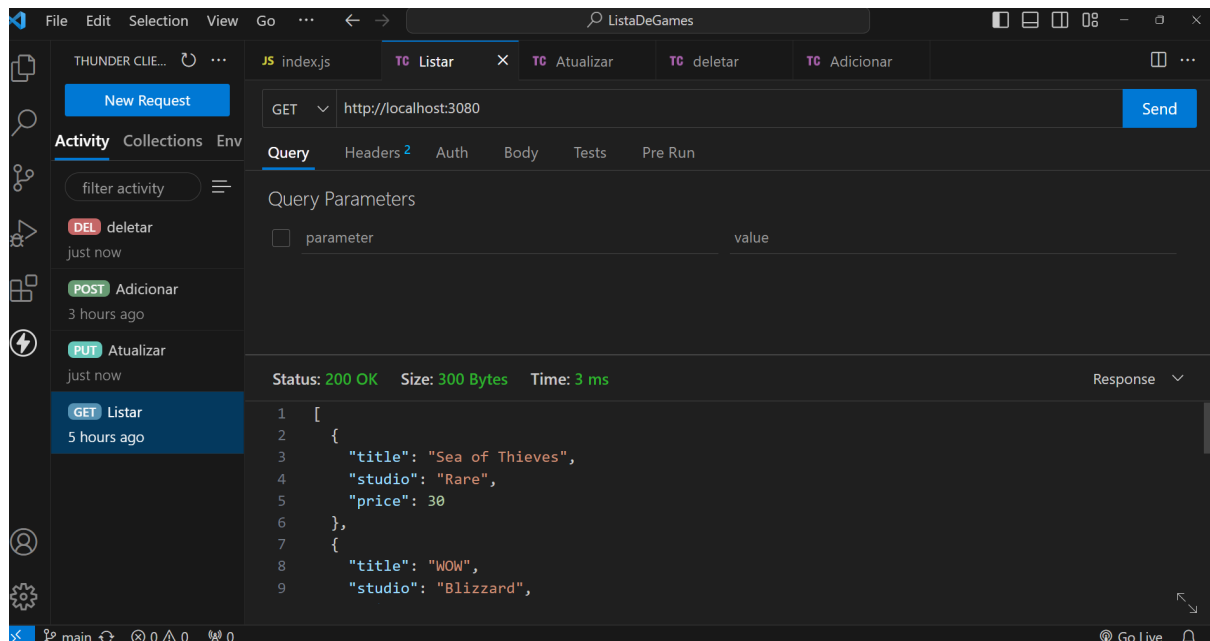 File Edit Selection View Go ··· ← → ListaDeGames
THUNDER CLIE... ···
JS index.js TC Listar × TC Atualizar TC deletar TC Adicionar ···
New Request
GET http://localhost:3080 Send
Activity Collections Env
Query Headers 2 Auth Body Tests Pre Run
filter activity
Query Parameters
DEL deletar
just now
parameter value
POST Adicionar
3 hours ago
PUT Atualizar
just now
GET Listar
5 hours ago
Status: 200 OK Size: 300 Bytes Time: 3 ms Response
1 [
2 {
3 "title": "Sea of Thieves",
4 "studio": "Rare",
5 "price": 30
6 },
7 {
8 "title": "WOW",
9 "studio": "Blizzard",
main 0 0 0 Go Live